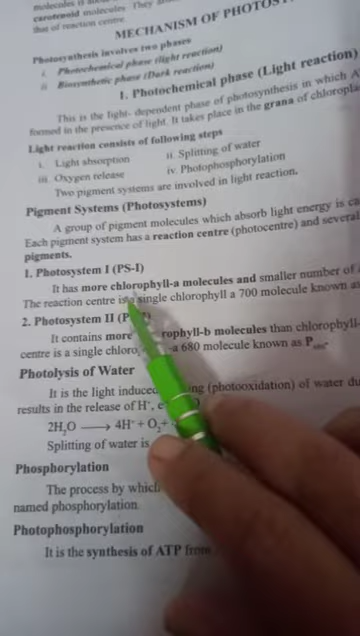 molecules
carotenoid molecules. They
that of reaction centre.
MECHANISM OF PHOTOS
Photosynthesis involves two phases
i. Photochemical phase (light reaction)
ii Biosynthetic phase (Dark reaction)
1. Photochemical phase (Light reaction)
This is the light- dependent phase of photosynthesis in which A
formed in the presence of light. It takes place in the grana of chloropla
Light reaction consists of following steps
i. Light absorption ii. Splitting of water
iii. Oxygen release iv. Photophosphorylation
Two pigment systems are involved in light reaction.
Pigment Systems (Photosystems)
A group of pigment molecules which absorb light energy is ca
Each pigment system has a reaction centre (photocentre) and several
pigments.
1. Photosystem I (PS-I)
It has more chlorophyll-a molecules and smaller number of
The reaction centre is a single chlorophyll a 700 molecule known as
2. Photosystem II (P
It contains more rophyll-b molecules than chlorophyll-
centre is a single chloro -a 680 molecule known as P680.
Photolysis of Water
It is the light induced ing (photooxidation) of water du
results in the release of H⁺, e
2H₂O ⟶ 4H⁺ + O₂ +
Splitting of water is
Phosphorylation
The process by which
named phosphorylation.
Photophosphorylation
It is the synthesis of ATP from